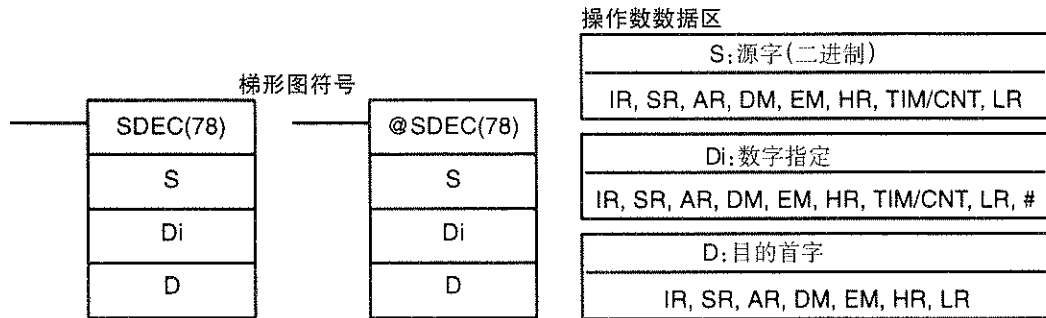 操作数数据区
S:源字(二进制)
IR, SR, AR, DM, EM, HR, TIM/CNT, LR
Di:数字指定
IR, SR, AR, DM, EM, HR, TIM/CNT, LR, #
D:目的首字
IR, SR, AR, DM, EM, HR, LR
梯形图符号
SDEC(78)
S
Di
D
@SDEC(78)
S
Di
D